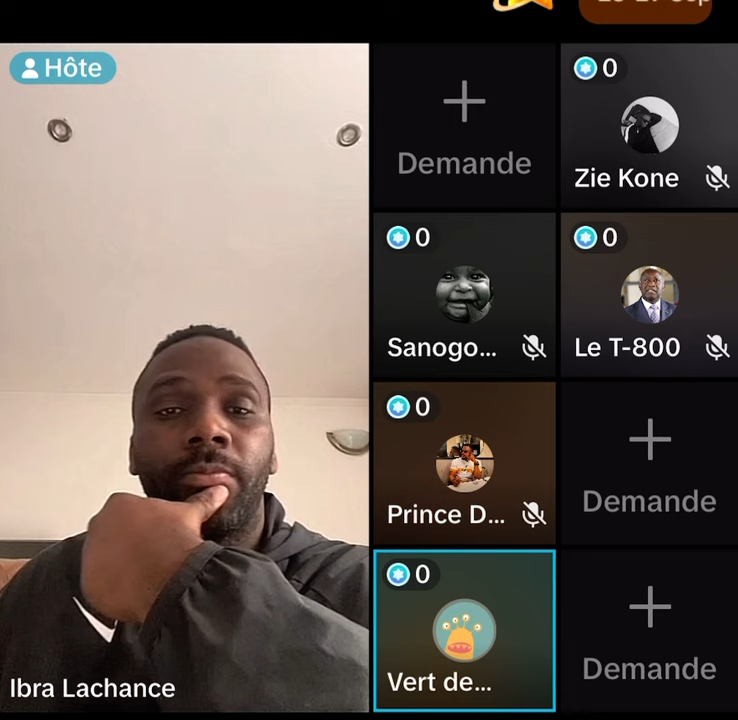 Hôte
Demande
0
Zie Kone
0
Sanogo...
0
Le T-800
0
Prince D...
Demande
0
Vert de...
Demande
Ibra Lachance